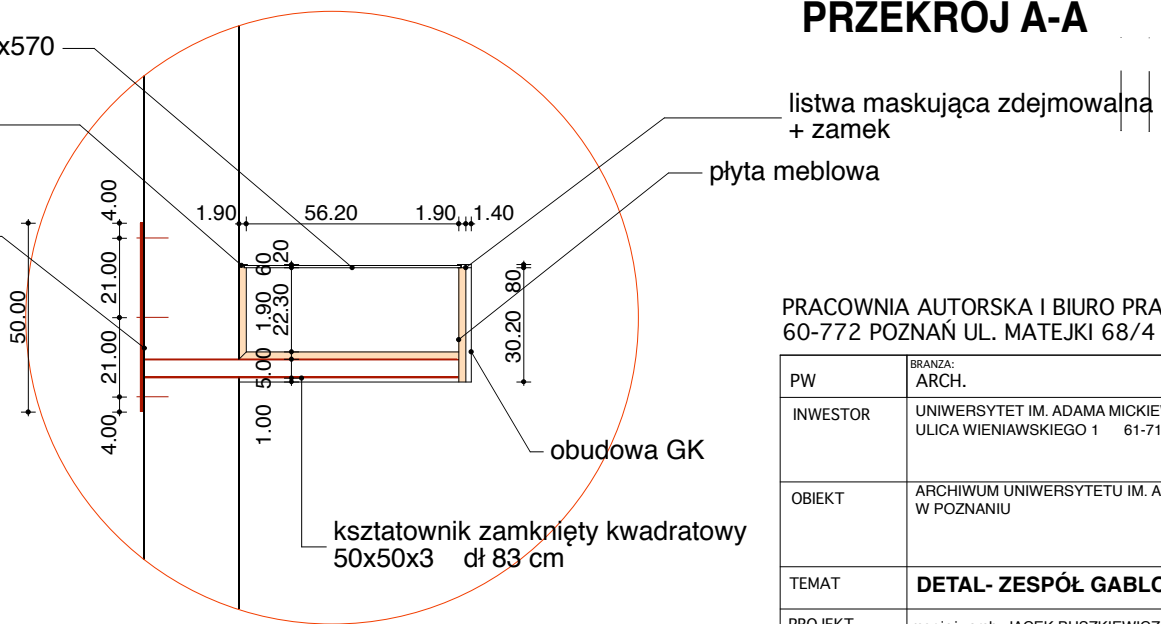 PRZEKRÓJ A-A
x570
listwa maskująca zdejmowalna
+ zamek
płyta meblowa
4.00
21.00
50.00
21.00
4.00
1.90
56.20
1.90
1.40
60
20
1.90
22.30
5.00
1.00
80
30.20
obudowa GK
kształtownik zamknięty kwadratowy
50x50x3 dł 83 cm
PRACOWNIA AUTORSKA I BIURO PRA
60-772 POZNAŃ UL. MATEJKI 68/4
PW
BRANZA:
ARCH.
INWESTOR
UNIWERSYTET IM. ADAMA MICKIE
ULICA WIENIAWSKIEGO 1 61-71
OBIEKT
ARCHIWUM UNIWERSYTETU IM. A
W POZNANIU
TEMAT
DETAL- ZESPÓŁ GABLO
PROJEKT
JACEK